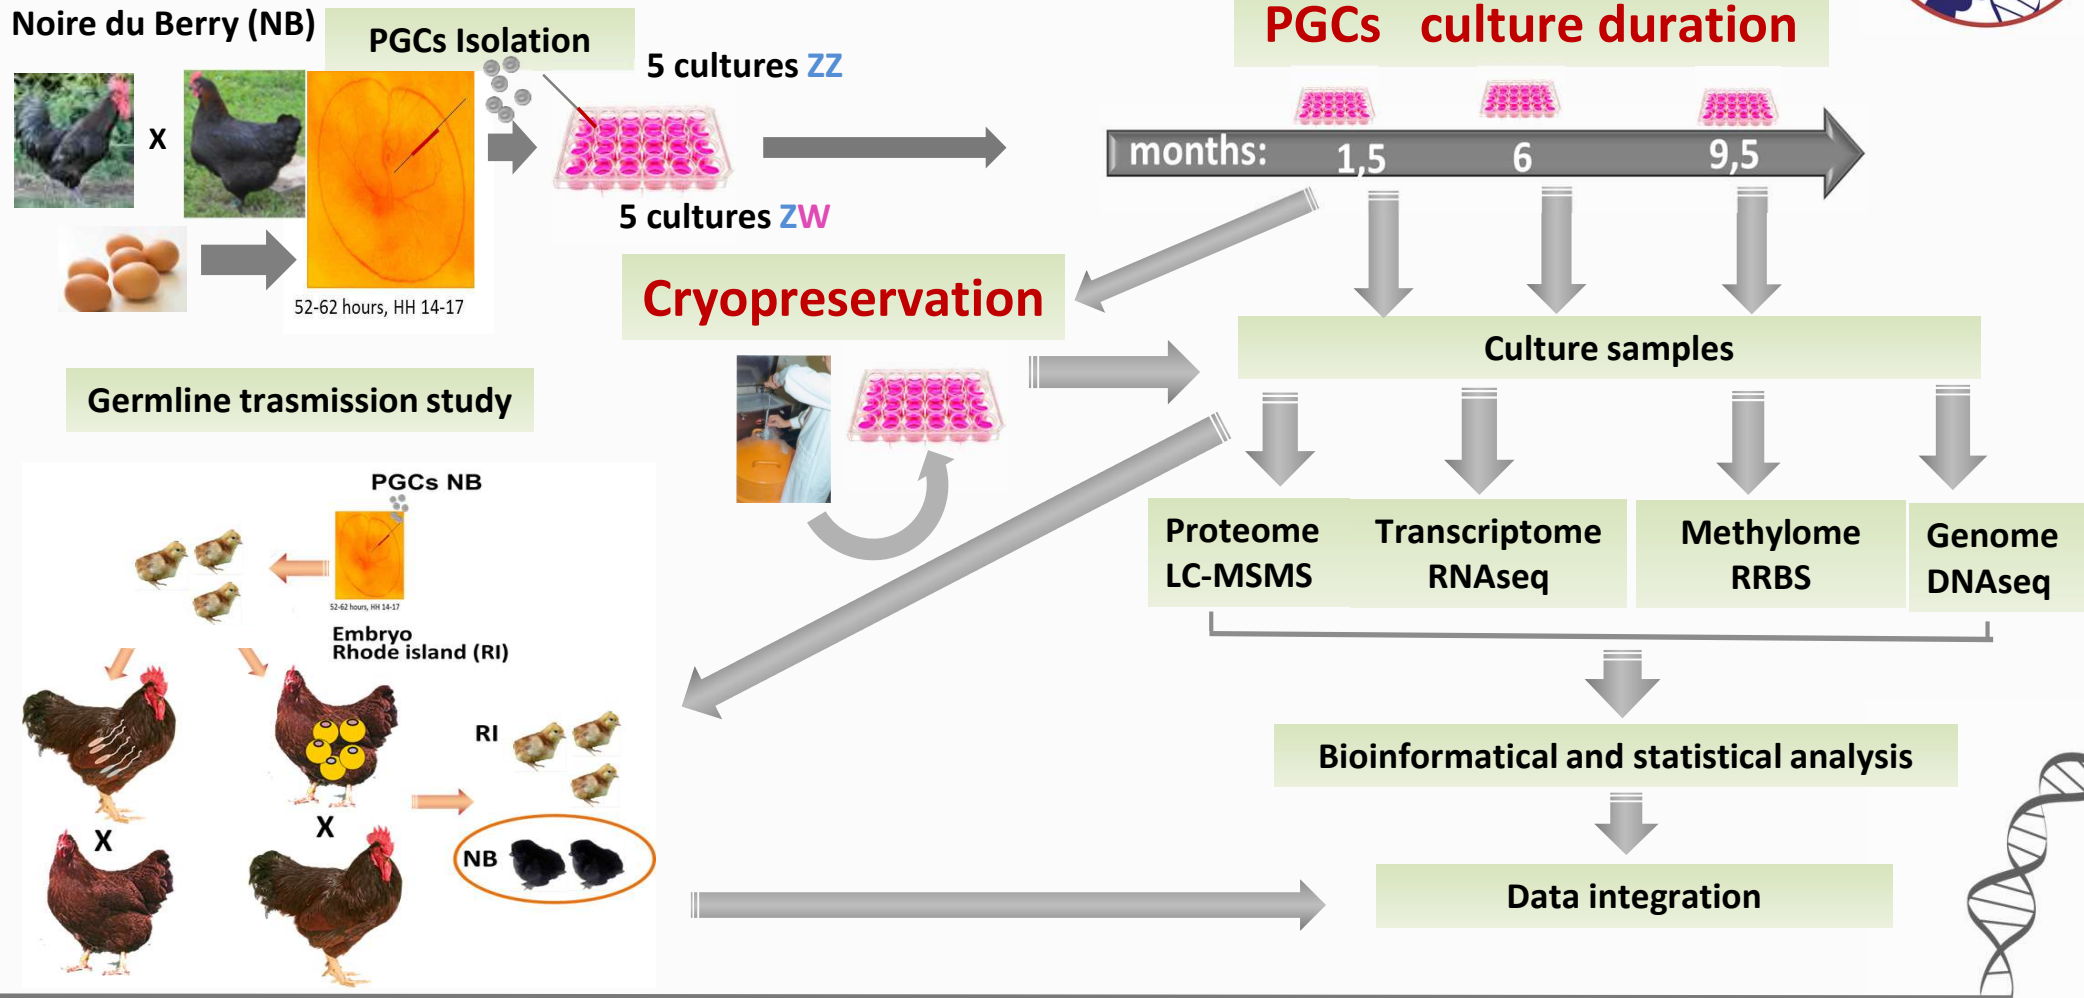 Noire du Berry (NB)
PGCs Isolation
5 cultures ZZ
X
5 cultures ZW
52-62 hours, HH 14-17
PGCs culture duration
months: 1,5 6 9,5
Cryopreservation
Culture samples
Germline trasmission study
PGCs NB
52-62 hours, HH 14-17
Embryo
Rhode island (RI)
RI
X
X
NB
Proteome
LC-MSMS
Transcriptome
RNAseq
Methylome
RRBS
Genome
DNAseq
Bioinformatical and statistical analysis
Data integration